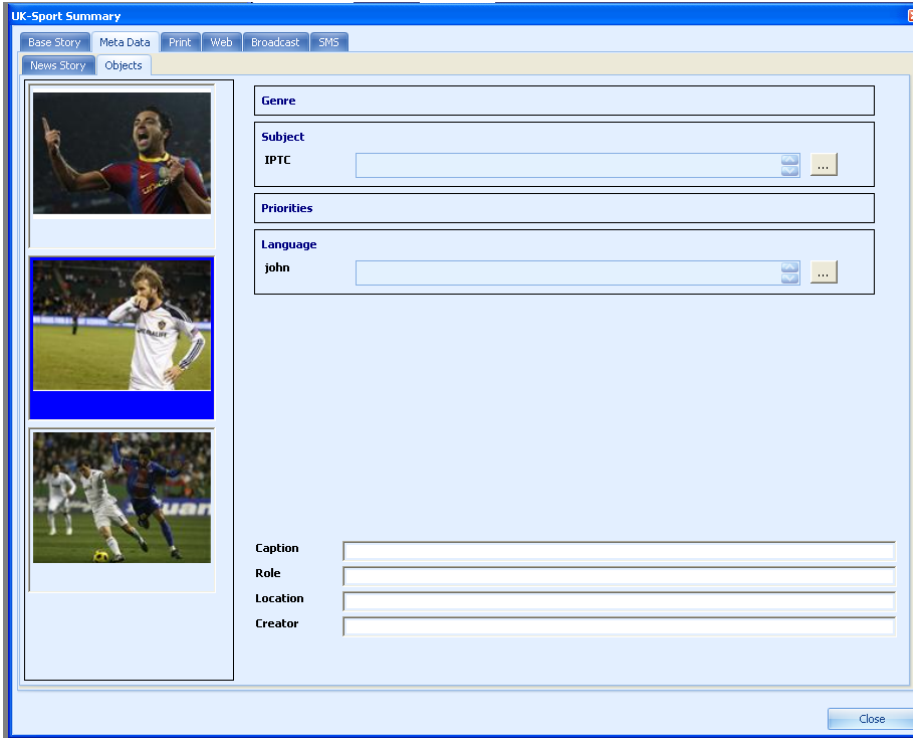 UK-Sport Summary
Base Story Meta Data Print Web Broadcast SMS
News Story Objects
Genre
Subject
IPTC ...
Priorities
Language
john ...
Caption
Role
Location
Creator
Close